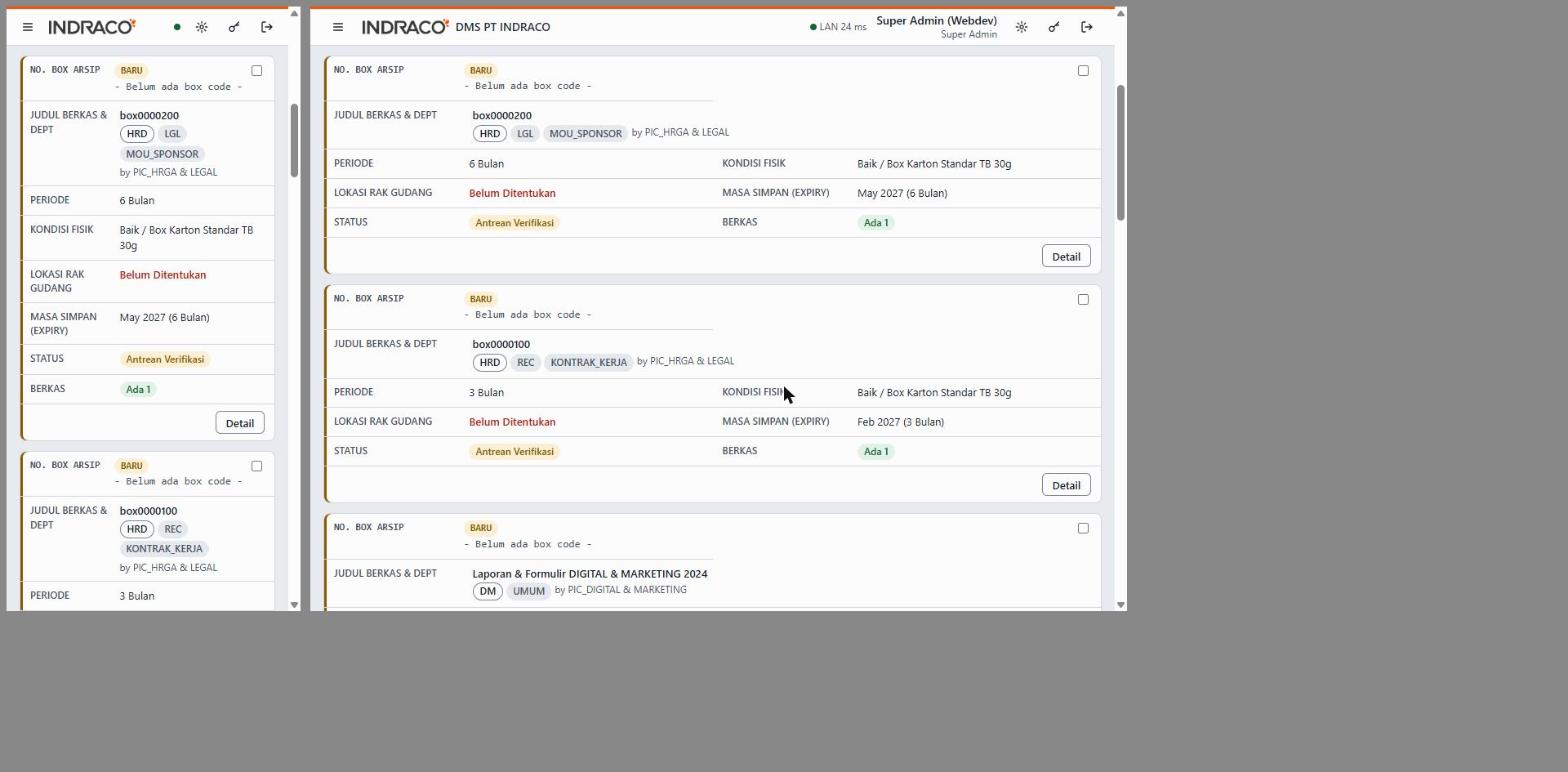 INDRACO
NO. BOX ARSIP BARU
- Belum ada box code -
JUDUL BERKAS & DEPT
box0000200
HRD LGL
MOU_SPONSOR
by PIC_HRGA & LEGAL
PERIODE 6 Bulan
KONDISI FISIK Baik / Box Karton Standar TB
30g
LOKASI RAK GUDANG Belum Ditentukan
MASA SIMPAN (EXPIRY) May 2027 (6 Bulan)
STATUS Antrean Verifikasi
BERKAS Ada 1
Detail
NO. BOX ARSIP BARU
- Belum ada box code -
JUDUL BERKAS & DEPT
box0000100
HRD REC
KONTRAK_KERJA
by PIC_HRGA & LEGAL
PERIODE 3 Bulan
INDRACO DMS PT INDRACO
LAN 24 ms
Super Admin (Webdev)
Super Admin
NO. BOX ARSIP BARU
- Belum ada box code -
JUDUL BERKAS & DEPT box0000200
HRD LGL MOU_SPONSOR by PIC_HRGA & LEGAL
PERIODE 6 Bulan KONDISI FISIK Baik / Box Karton Standar TB 30g
LOKASI RAK GUDANG Belum Ditentukan MASA SIMPAN (EXPIRY) May 2027 (6 Bulan)
STATUS Antrean Verifikasi BERKAS Ada 1
Detail
NO. BOX ARSIP BARU
- Belum ada box code -
JUDUL BERKAS & DEPT box0000100
HRD REC KONTRAK_KERJA by PIC_HRGA & LEGAL
PERIODE 3 Bulan KONDISI FISIK Baik / Box Karton Standar TB 30g
LOKASI RAK GUDANG Belum Ditentukan MASA SIMPAN (EXPIRY) Feb 2027 (3 Bulan)
STATUS Antrean Verifikasi BERKAS Ada 1
Detail
NO. BOX ARSIP BARU
- Belum ada box code -
JUDUL BERKAS & DEPT Laporan & Formulir DIGITAL & MARKETING 2024
DM UMUM by PIC_DIGITAL & MARKETING